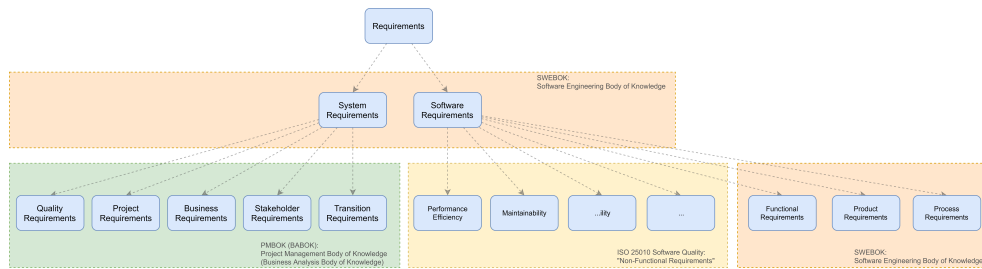 Requirements
SWEBOK:
Software Engineering Body of Knowledge
System
Requirements
Software
Requirements
Quality
Requirements
Project
Requirements
Business
Requirements
Stakeholder
Requirements
Transition
Requirements
Performance
Efficiency
Maintainability
...ility
...
Functional
Requirements
Product
Requirements
Process
Requirements
PMBOK (BABOK):
Project Management Body of Knowledge
(Business Analysis Body of Knowledge)
ISO 25010 Software Quality:
"Non-Functional Requirements"
SWEBOK:
Software Engineering Body of Knowledge